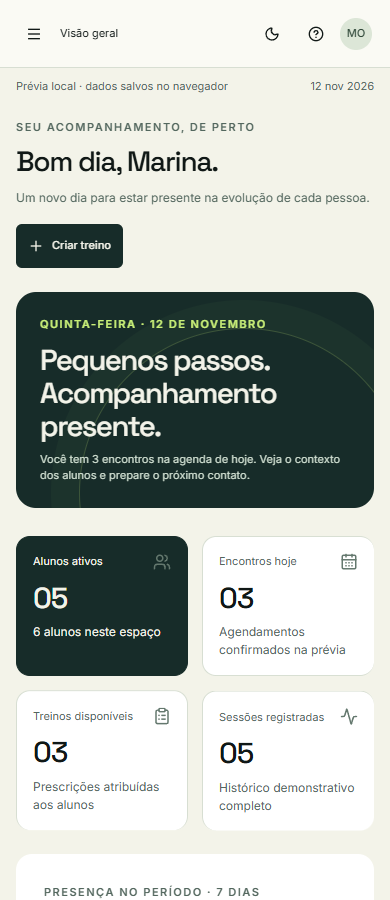 Visão geral
MO
Prévia local · dados salvos no navegador
12 nov 2026
SEU ACOMPANHAMENTO, DE PERTO
Bom dia, Marina.
Um novo dia para estar presente na evolução de cada pessoa.
Criar treino
QUINTA-FEIRA · 12 DE NOVEMBRO
Pequenos passos.
Acompanhamento
presente.
Você tem 3 encontros na agenda de hoje. Veja o contexto
dos alunos e prepare o próximo contato.
Alunos ativos
05
6 alunos neste espaço
Encontros hoje
03
Agendamentos
confirmados na prévia
Treinos disponíveis
03
Prescrições atribuídas
aos alunos
Sessões registradas
05
Histórico demonstrativo
completo
PRESENÇA NO PERÍODO · 7 DIAS